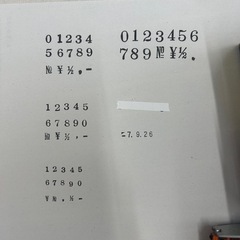 01234
56789
№ ¥ ½ . -
0123456
789 № ¥ ½ .
12345
67890
№ ¥ ½ . -
-7.9.26
12345
67890
¥ № . ½ -